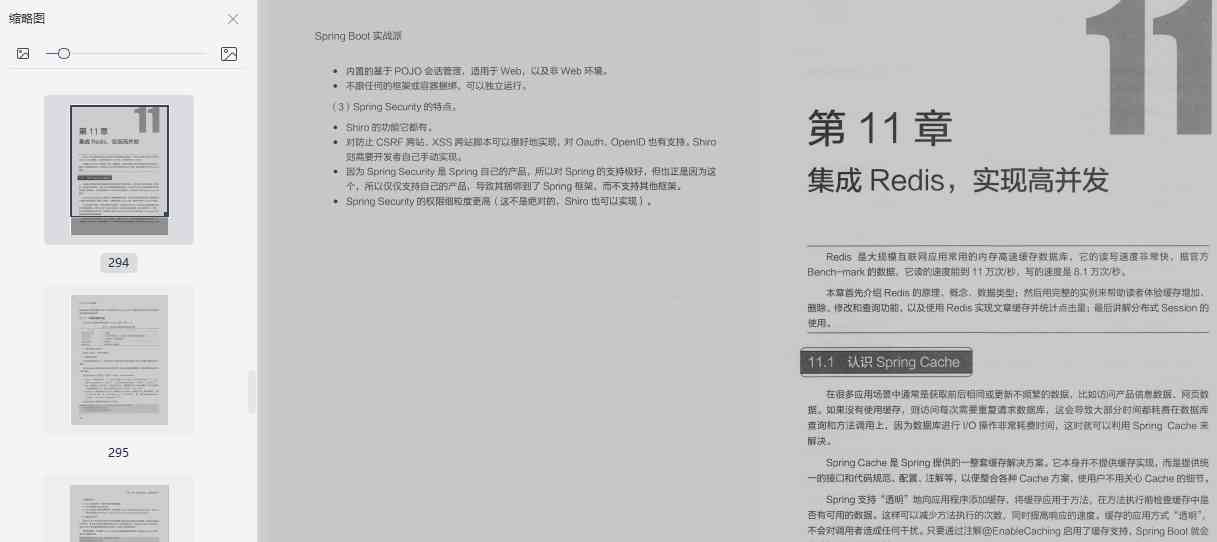 缩略图
294
295
Spring Boot 实战派
内置的基于 POJO 会话管理，适用于 Web，以及非 Web 环境。
不跟任何的框架或容器捆绑，可以独立运行。
（3）Spring Security 的特点。
Shiro 的功能它都有。
对防止 CSRF 跨站、XSS 跨站脚本可以很好地实现，对 Oauth、OpenID 也有支持。Shiro
则需要开发者自己手动实现。
因为 Spring Security 是 Spring 自己的产品，所以对 Spring 的支持极好，但也正是因为这
个，所以仅仅支持自己的产品，导致其捆绑到了 Spring 框架，而不支持其他框架。
Spring Security 的权限细粒度更高（这不是绝对的，Shiro 也可以实现）。
11
第 11 章
集成 Redis，实现高并发
Redis 是大规模互联网应用常用的内存高速缓存数据库，它的读写速度非常快，据官方
Bench-mark 的数据，它读的速度能到 11 万次/秒，写的速度是 8.1 万次/秒。
本章首先介绍 Redis 的原理、概念、数据类型；然后用完整的实例来帮助读者体验缓存增加、
删除、修改和查询功能，以及使用 Redis 实现文章缓存并统计点击量；最后讲解分布式 Session 的
使用。
11.1 认识 Spring Cache
在很多应用场景中通常是获取前后相同或更新不频繁的数据，比如访问产品信息数据、网页数
据。如果没有使用缓存，则访问每次需要重复请求数据库，这会导致大部分时间都耗费在数据库
查询和方法调用上，因为数据库进行 I/O 操作非常耗费时间，这时就可以利用 Spring Cache 来
解决。
Spring Cache 是 Spring 提供的一整套缓存解决方案。它本身并不提供缓存实现，而是提供统
一的接口和代码规范、配置、注解等，以便整合各种 Cache 方案，使用户不用关心 Cache 的细节。
Spring 支持“透明”地向应用程序添加缓存，将缓存应用于方法，在方法执行前检查缓存中是
否有可用的数据。这样可以减少方法执行的次数，同时提高响应的速度。缓存的应用方式“透明”，
不会对调用者造成任何干扰。只要通过注解@EnableCaching 启用了缓存支持，Spring Boot 就会